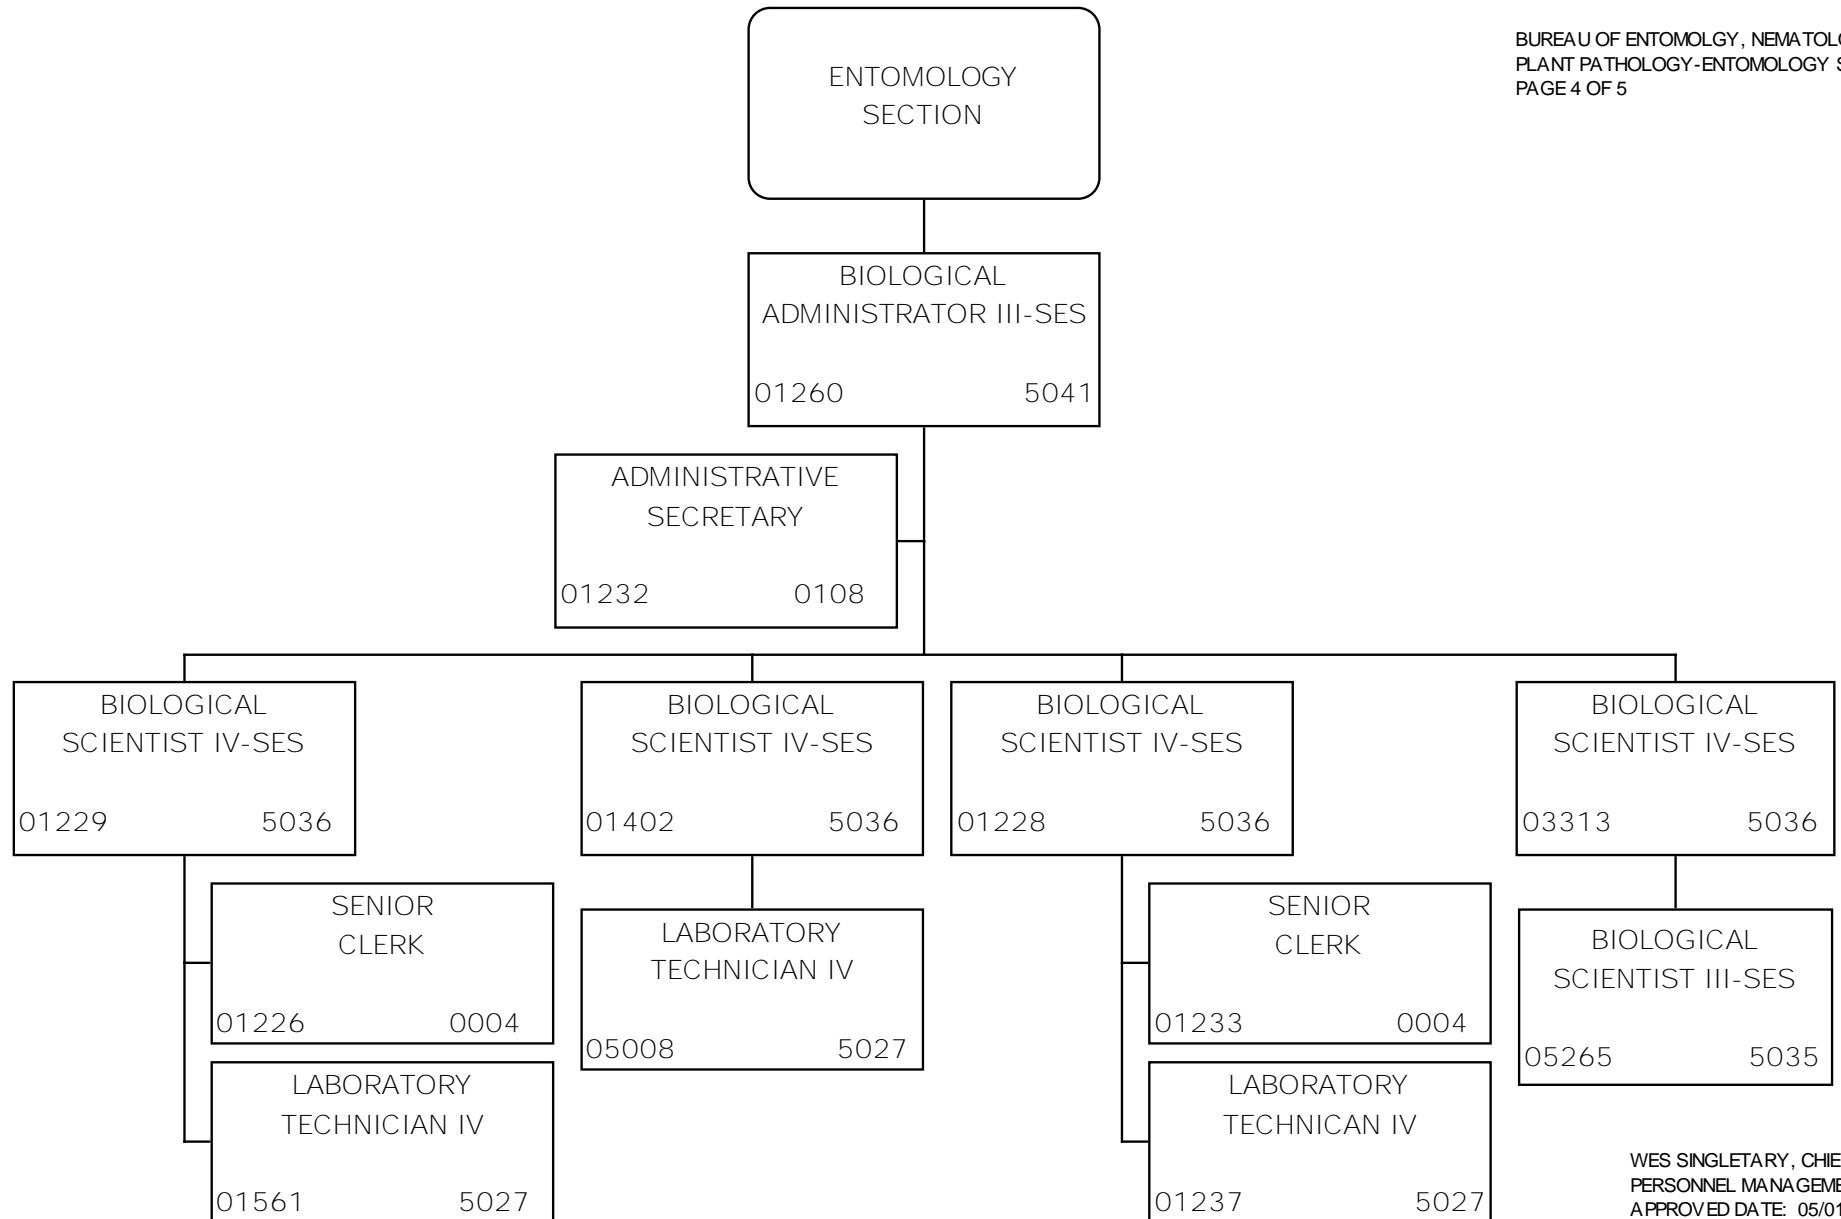 BUREAU OF ENTOMOLGY, NEMATOLO
PLANT PATHOLOGY-ENTOMOLOGY S
PAGE 4 OF 5
ENTOMOLOGY
SECTION
BIOLOGICAL
ADMINISTRATOR III-SES
01260 5041
ADMINISTRATIVE
SECRETARY
01232 0108
BIOLOGICAL
SCIENTIST IV-SES
01229 5036
BIOLOGICAL
SCIENTIST IV-SES
01402 5036
BIOLOGICAL
SCIENTIST IV-SES
01228 5036
BIOLOGICAL
SCIENTIST IV-SES
03313 5036
SENIOR
CLERK
01226 0004
LABORATORY
TECHNICIAN IV
01561 5027
LABORATORY
TECHNICIAN IV
05008 5027
SENIOR
CLERK
01233 0004
LABORATORY
TECHNICAN IV
01237 5027
BIOLOGICAL
SCIENTIST III-SES
05265 5035
WES SINGLETARY, CHIE
PERSONNEL MANAGEME
APPROVED DATE: 05/01